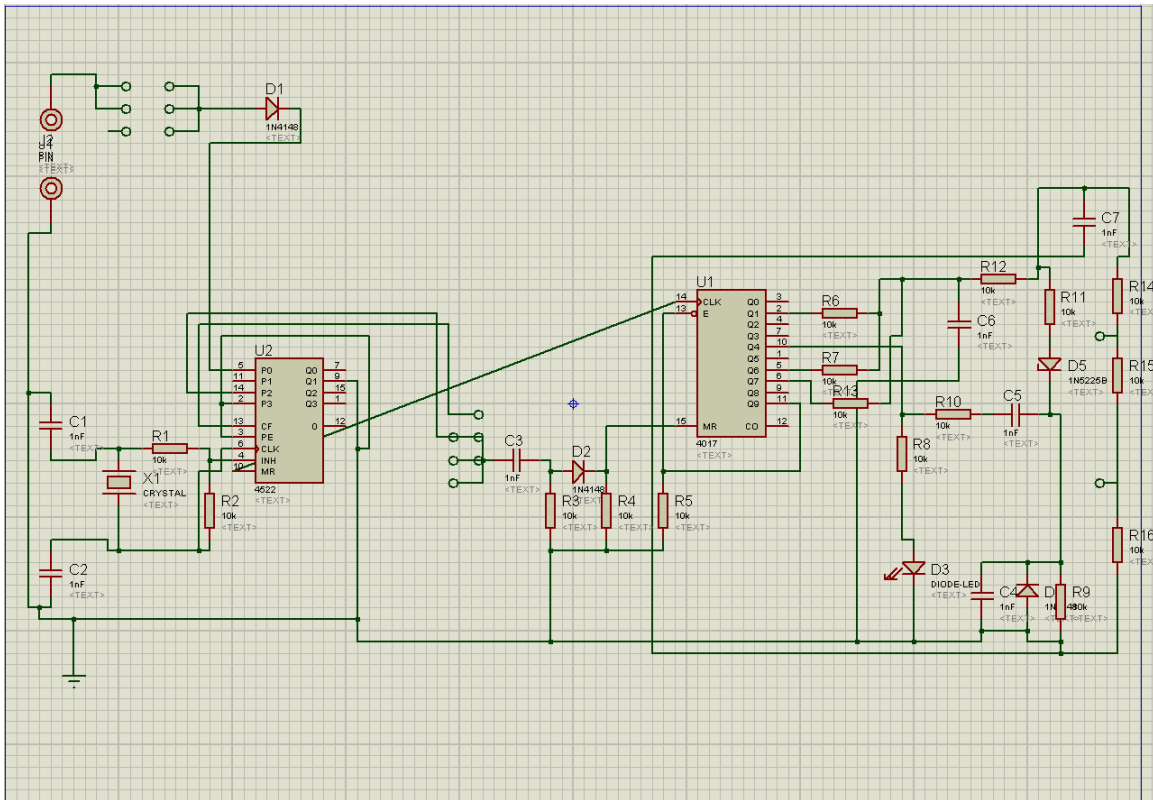 D1
1N4148
<TEXT>
J2
PIN
<TEXT>
C7
1nF
<TEXT>
U1
14
CLK
13
E
15
MR
Q0
3
Q1
2
Q2
4
Q3
7
Q4
10
Q5
1
Q6
5
Q7
6
Q8
9
Q9
11
CO
12
4017
<TEXT>
R6
10k
<TEXT>
R7
10k
<TEXT>
R13
10k
<TEXT>
R12
10k
<TEXT>
C6
1nF
<TEXT>
R11
10k
<TEXT>
R14
10k
D5
1N5225B
<TEXT>
R15
10k
U2
5
P0
11
P1
14
P2
2
P3
13
CF
3
PE
6
CLK
4
INH
10
MR
Q0
7
Q1
9
Q2
15
Q3
1
0
12
4522
<TEXT>
C1
1nF
<TEXT>
R1
10k
<TEXT>
X1
CRYSTAL
<TEXT>
R2
10k
<TEXT>
C2
1nF
<TEXT>
C3
1nF
<TEXT>
D2
1N4148
<TEXT>
R3
10k
<TEXT>
R4
10k
<TEXT>
R5
10k
<TEXT>
R10
10k
<TEXT>
C5
1nF
<TEXT>
R8
10k
<TEXT>
D3
DIODE-LED
<TEXT>
C4
1nF
<TEXT>
R9
<TEXT>
R16
10k